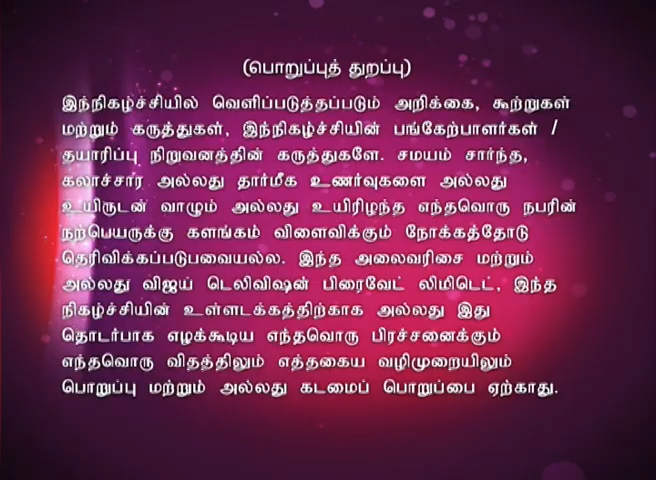 (பொறுப்புத் துறப்பு)
இந்நிகழ்ச்சியில் வெளிப்படுத்தப்படும் அறிக்கை, கூற்றுகள்
மற்றும் கருத்துகள், இந்நிகழ்ச்சியின் பங்கேற்பாளர்கள் /
தயாரிப்பு நிறுவனத்தின் கருத்துகளே. சமயம் சார்ந்த,
கலாச்சார அல்லது தார்மீக உணர்வுகளை அல்லது
உயிருடன் வாழும் அல்லது உயிரிழந்த எந்தவொரு நபரின்
நற்பெயருக்கு களங்கம் விளைவிக்கும் நோக்கத்தோடு
தெரிவிக்கப்படுபவையல்ல. இந்த அலைவரிசை மற்றும்
அல்லது விஜய் டெலிவிஷன் பிரைவேட் லிமிடெட், இந்த
நிகழ்ச்சியின் உள்ளடக்கத்திற்காக அல்லது இது
தொடர்பாக எழக்கூடிய எந்தவொரு பிரச்சனைக்கும்
எந்தவொரு விதத்திலும் எத்தகைய வழிமுறையிலும்
பொறுப்பு மற்றும் அல்லது கடமைப் பொறுப்பை ஏற்காது.